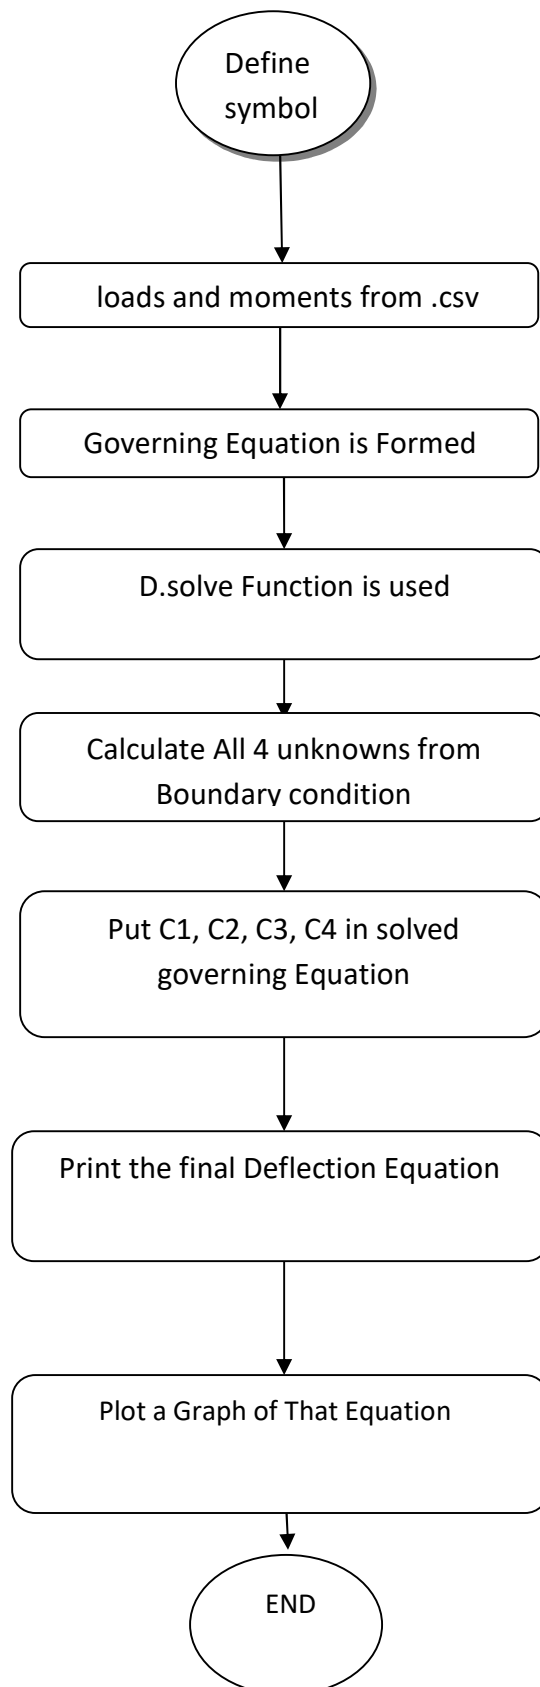 Define
symbol
loads and moments from .csv
Governing Equation is Formed
D.solve Function is used
Calculate All 4 unknowns from
Boundary condition
Put C1, C2, C3, C4 in solved
governing Equation
Print the final Deflection Equation
Plot a Graph of That Equation
END